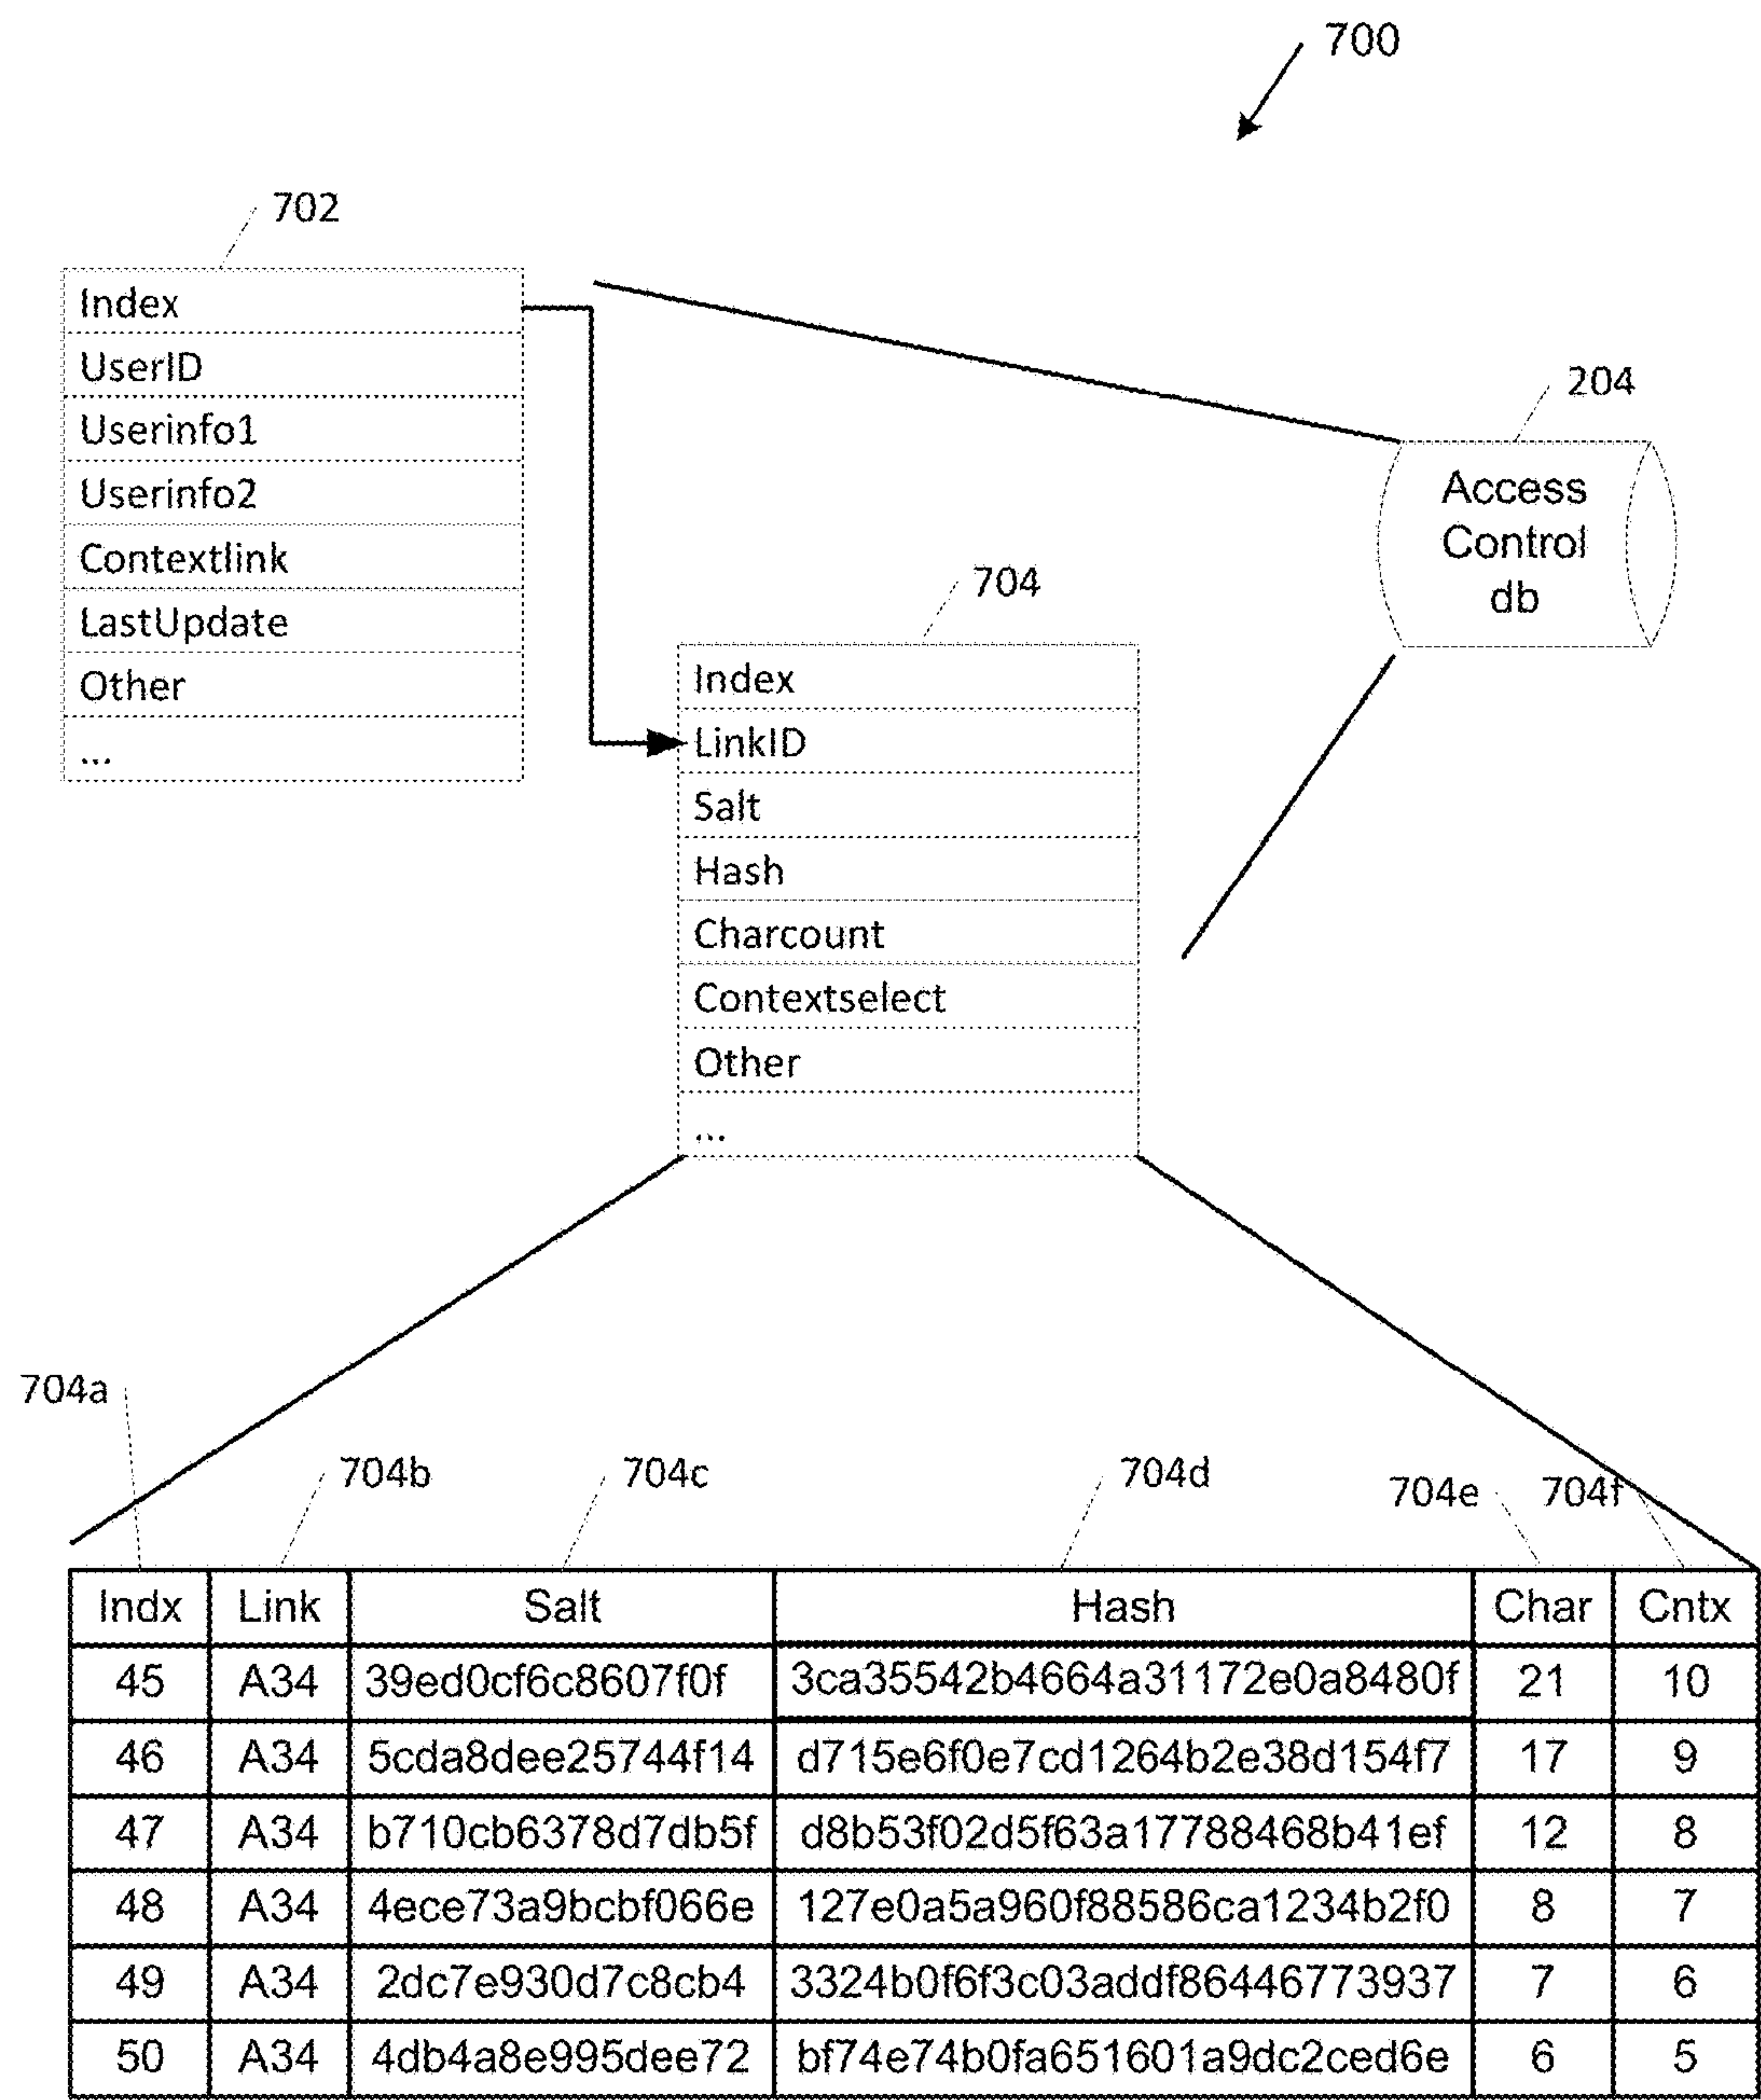 700
702
Index
UserID
Userinfo1
Userinfo2
Contextlink
LastUpdate
Other
...
204
Access
Control
db
704
Index
LinkID
Salt
Hash
Charcount
Contextselect
Other
...
704a
704b
704c
704d
704e
704f
Indx Link Salt Hash Char Cntx
45 A34 39ed0cf6c8607f0f 3ca35542b4664a31172e0a8480f 21 10
46 A34 5cda8dee25744f14 d715e6f0e7cd1264b2e38d154f7 17 9
47 A34 b710cb6378d7db5f d8b53f02d5f63a17788468b41ef 12 8
48 A34 4ece73a9bcbf066e 127e0a5a960f88586ca1234b2f0 8 7
49 A34 2dc7e930d7c8cb4 3324b0f6f3c03addf86446773937 7 6
50 A34 4db4a8e995dee72 bf74e74b0fa651601a9dc2ced6e 6 5